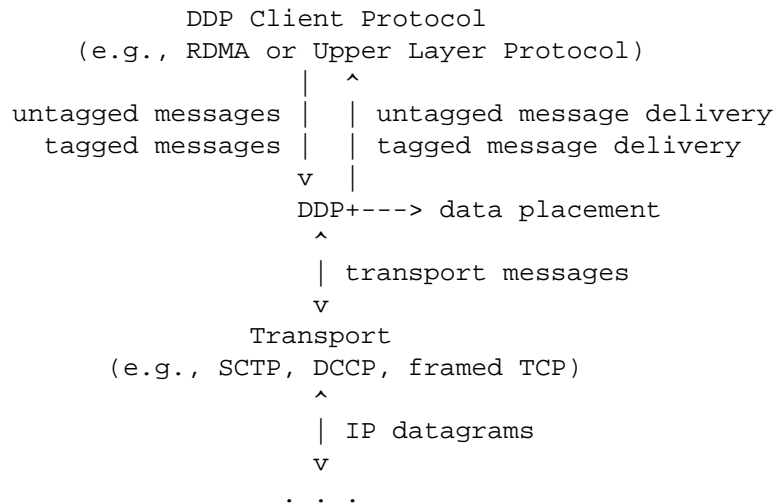 DDP Client Protocol
(e.g., RDMA or Upper Layer Protocol)
| ^
untagged messages | | untagged message delivery
tagged messages | | tagged message delivery
v |
DDP+---> data placement
^
| transport messages
v
Transport
(e.g., SCTP, DCCP, framed TCP)
^
| IP datagrams
v
. . .